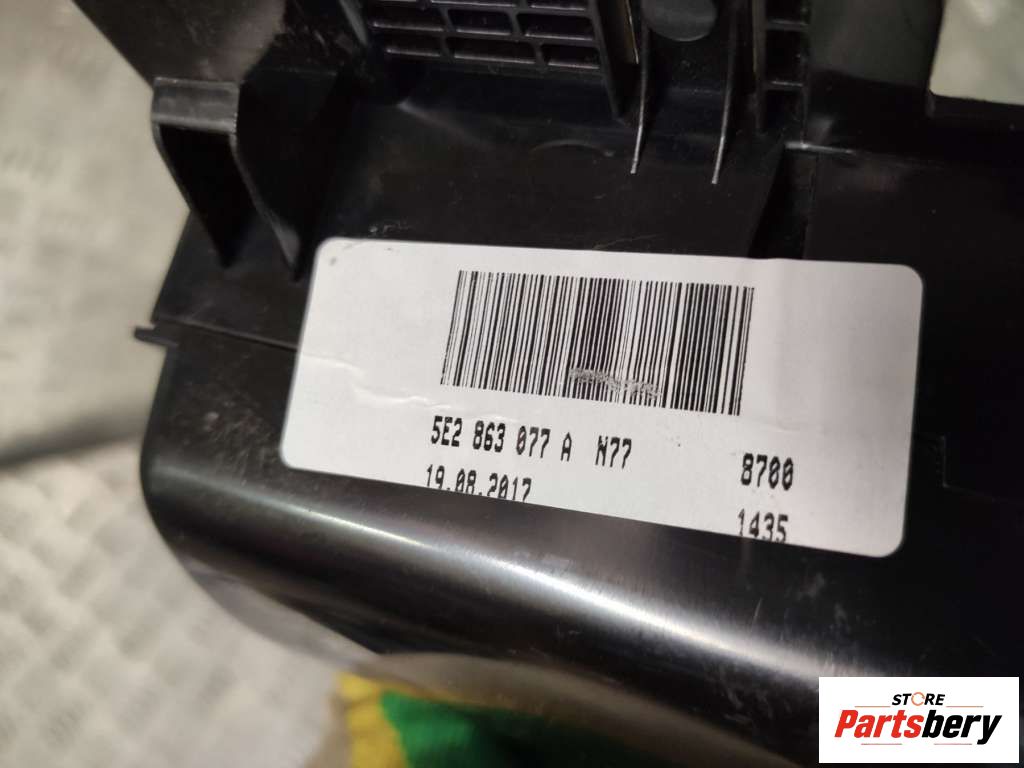 5E2 863 077 A N77 8700
19.08.2017 1435
STORE
Partsbery